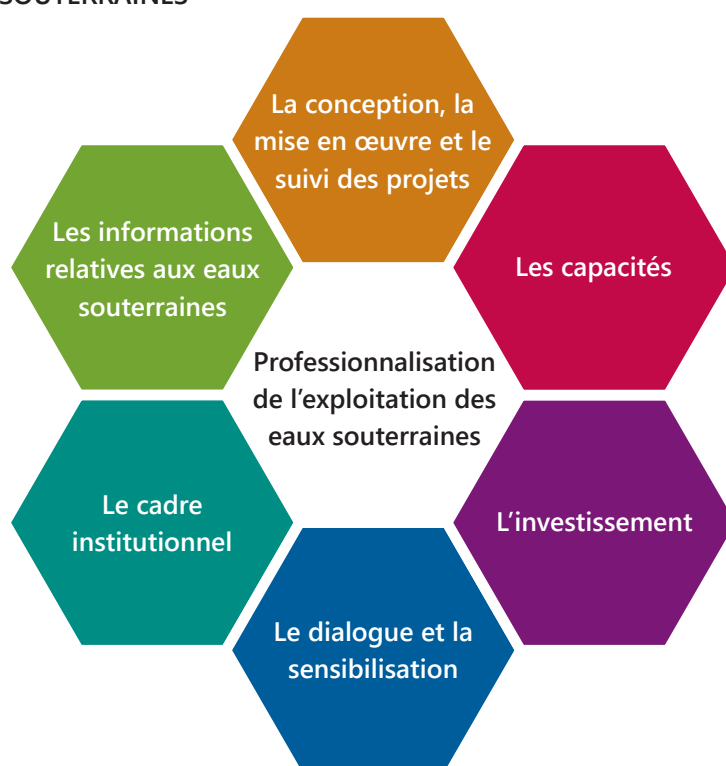 SOUTERRAINES
La conception, la
mise en œuvre et le
suivi des projets
Les informations
relatives aux eaux
souterraines
Les capacités
Professionnalisation
de l’exploitation des
eaux souterraines
Le cadre
institutionnel
L’investissement
Le dialogue et la
sensibilisation